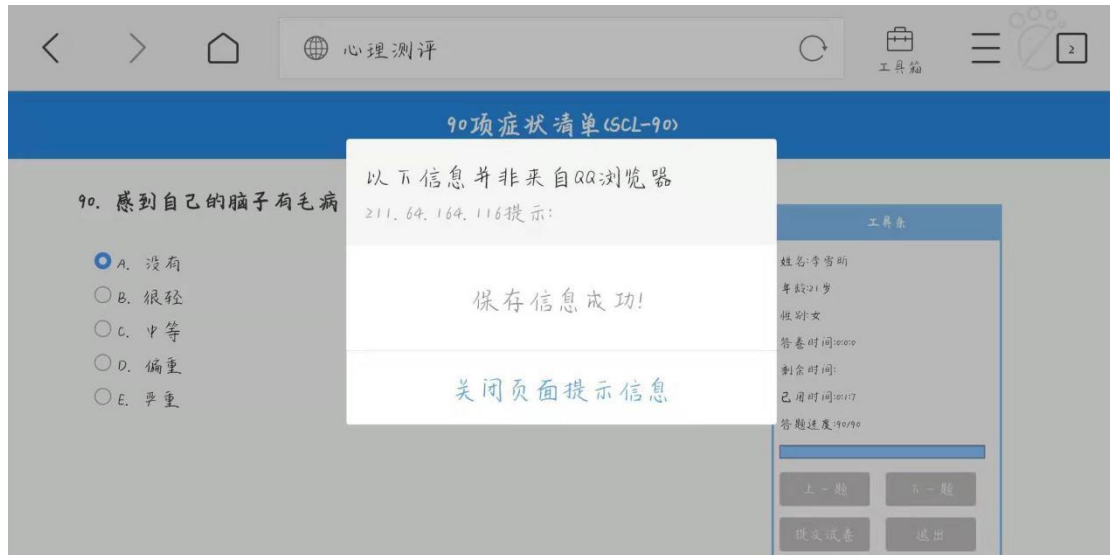 心理测评
工具箱
2
90项症状清单(SCL-90)
以下信息并非来自QQ浏览器
211.64.164.116提示:
保存信息成功!
关闭页面提示信息
90. 感到自己的脑子有毛病
A. 没有
B. 很轻
C. 中等
D. 偏重
E. 严重
工具条
姓名:李雪昕
年龄:21岁
性别:女
答卷时间:0:0:0
剩余时间:
已用时间:0:1:7
答题进度:90/90
上一题
下一题
提交试卷
退出